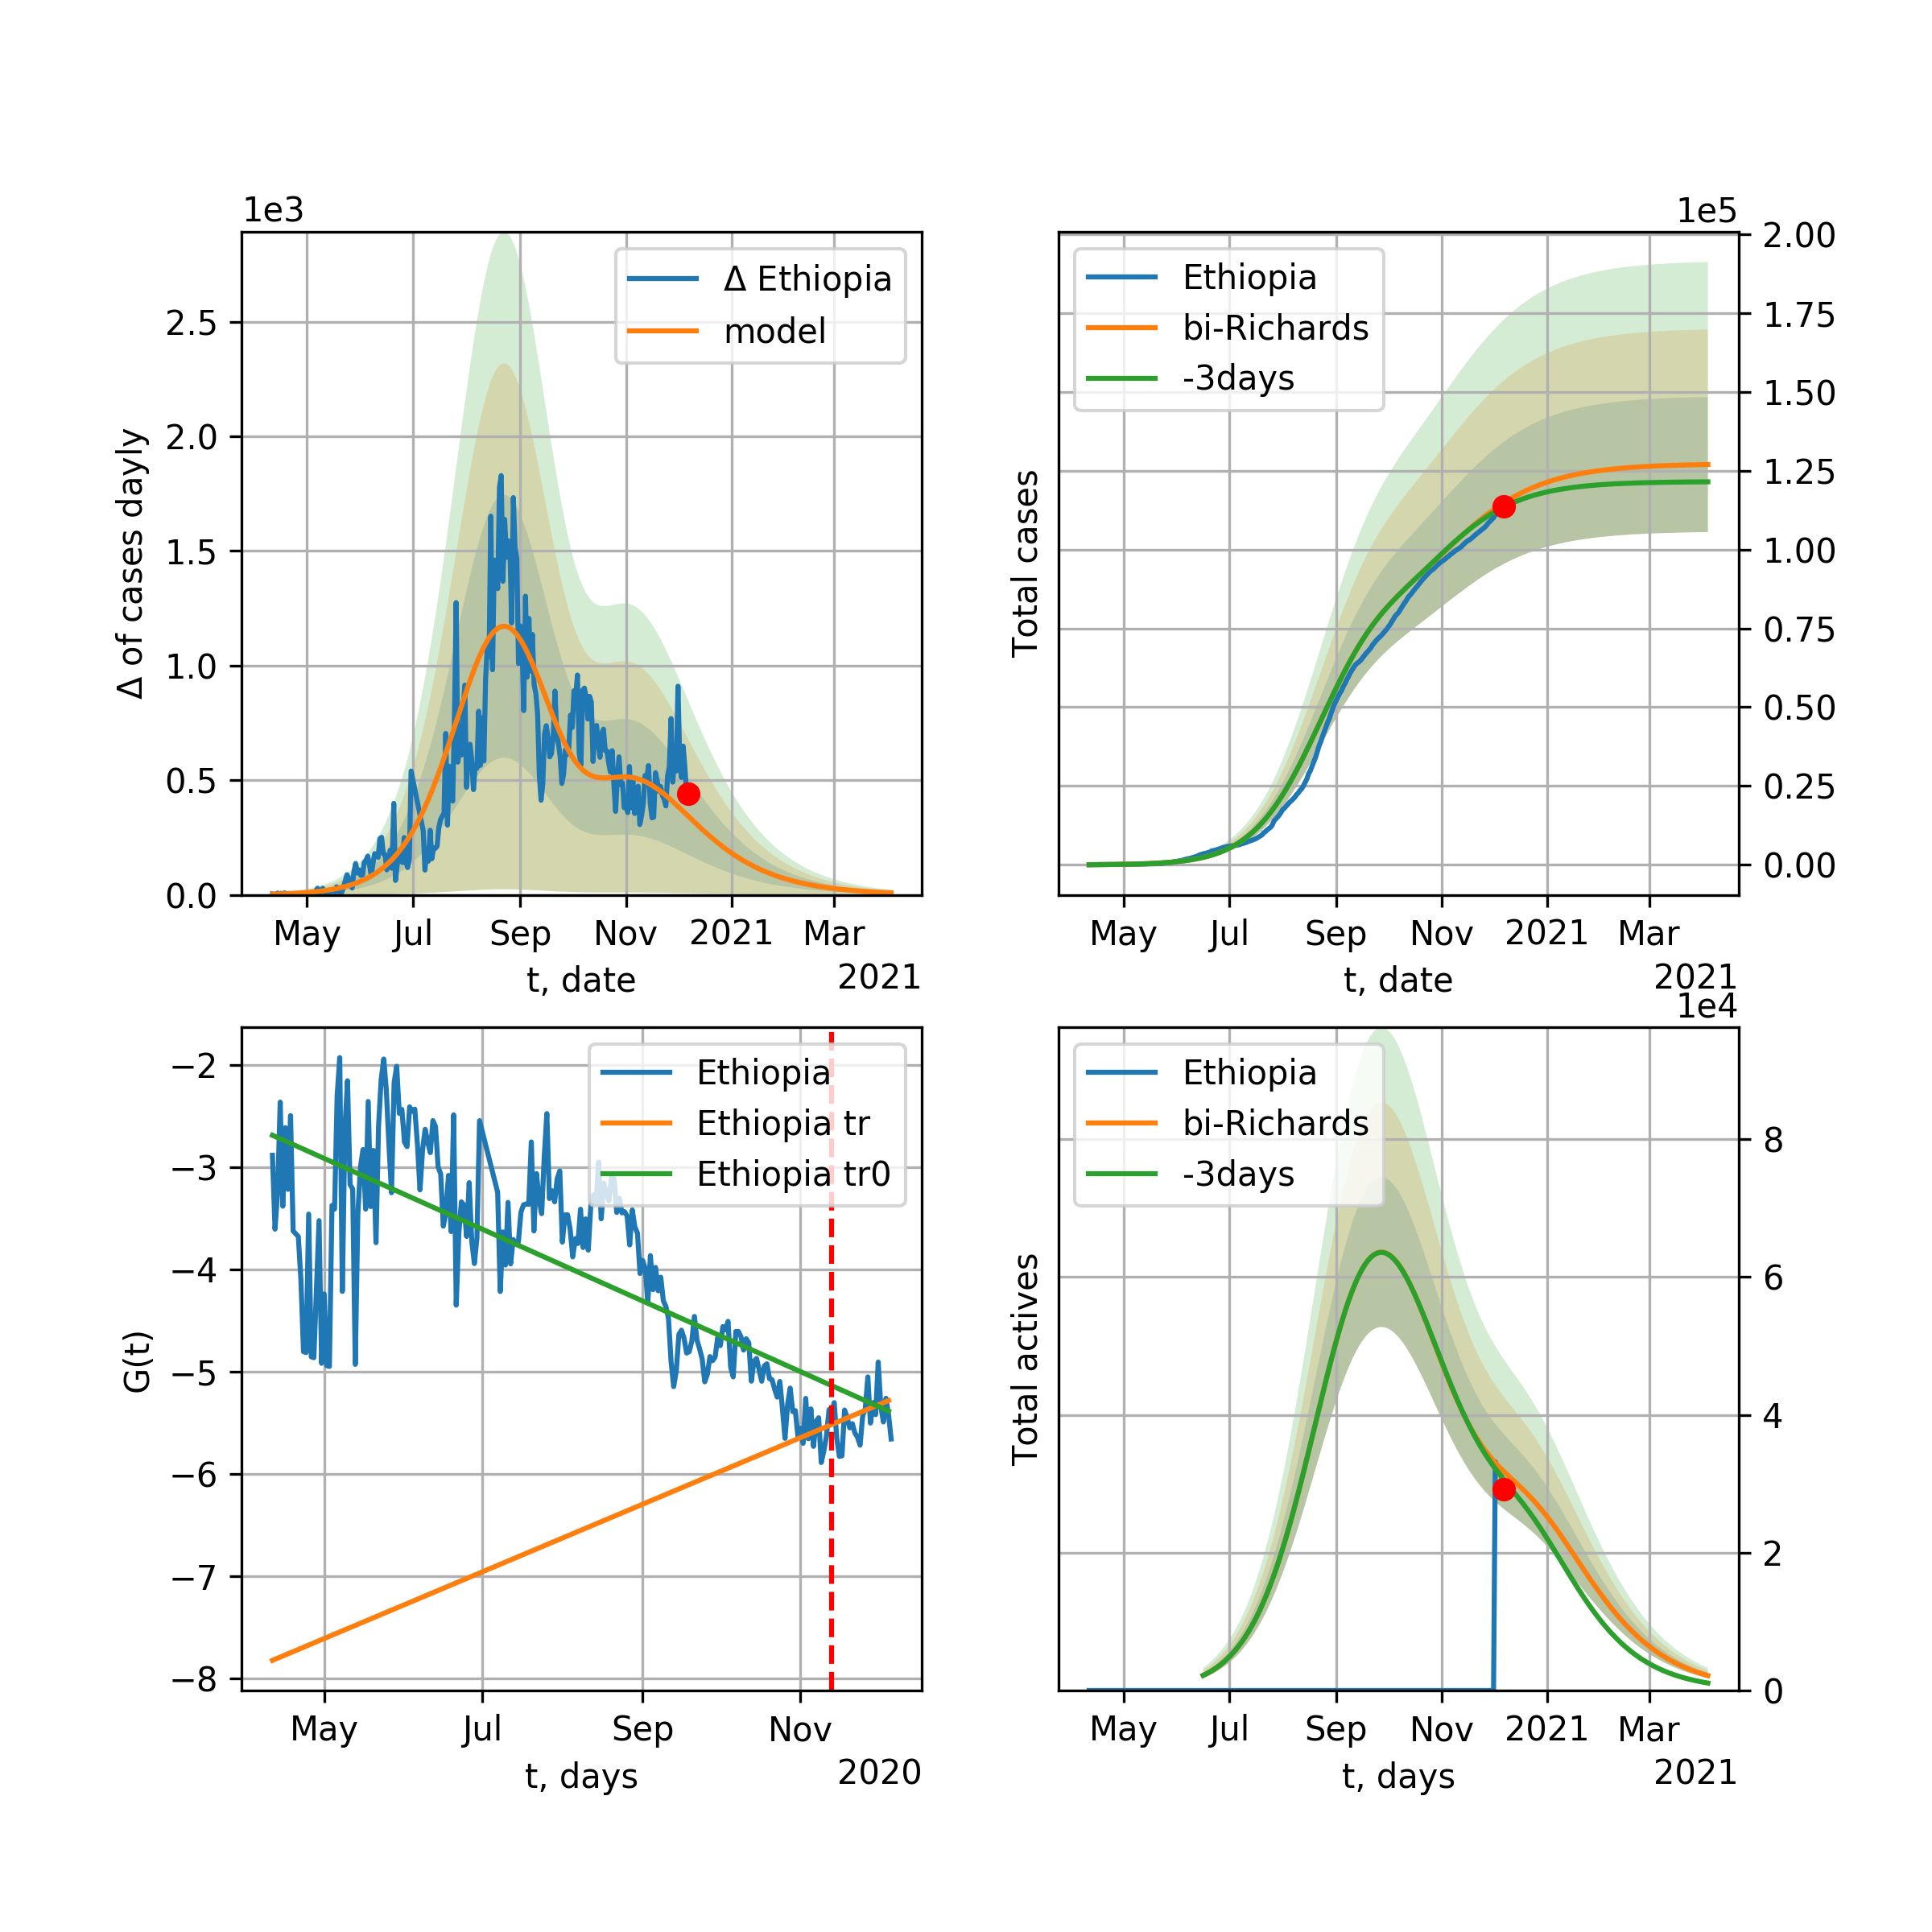 1e3
Δ of cases dayly
2.5
2.0
1.5
1.0
0.5
0.0
Δ Ethiopia
model
May Jul Sep Nov 2021 Mar
t, date
2021
1e5
Total cases
Ethiopia
bi-Richards
-3days
2.00
1.75
1.50
1.25
1.00
0.75
0.50
0.25
0.00
May Jul Sep Nov 2021 Mar
t, date
2021
G(t)
−2
−3
−4
−5
−6
−7
−8
Ethiopia
Ethiopia tr
Ethiopia tr0
May Jul Sep Nov
t, days
2020
1e4
Total actives
Ethiopia
bi-Richards
-3days
8
6
4
2
0
May Jul Sep Nov 2021 Mar
t, days
2021